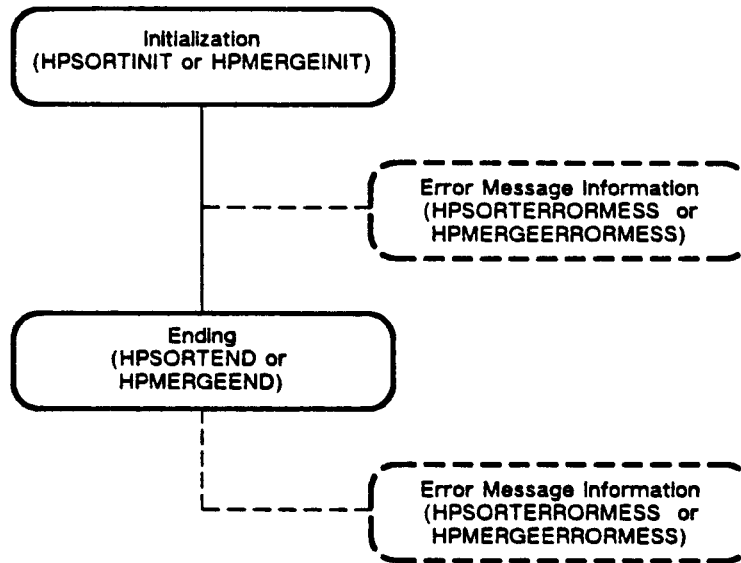 Initialization
(HPSORTINIT or HPMERGEINIT)
Error Message Information
(HPSORTERRORMESS or
HPMERGEERRORMESS)
Ending
(HPSORTEND or
HPMERGEEND)
Error Message Information
(HPSORTERRORMESS or
HPMERGEERRORMESS)